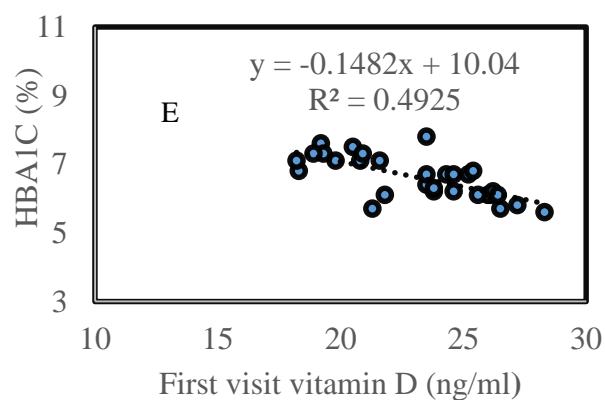 11
y = -0.1482x + 10.04
R² = 0.4925
9
E
HBA1C (%)
7
5
3
10 15 20 25 30
First visit vitamin D (ng/ml)